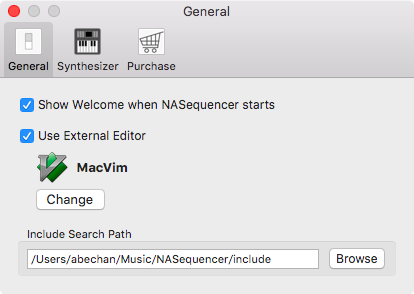 General
General Synthesizer Purchase
Show Welcome when NASequencer starts
Use External Editor
MacVim
Change
Include Search Path
/Users/abechan/Music/NASequencer/include Browse